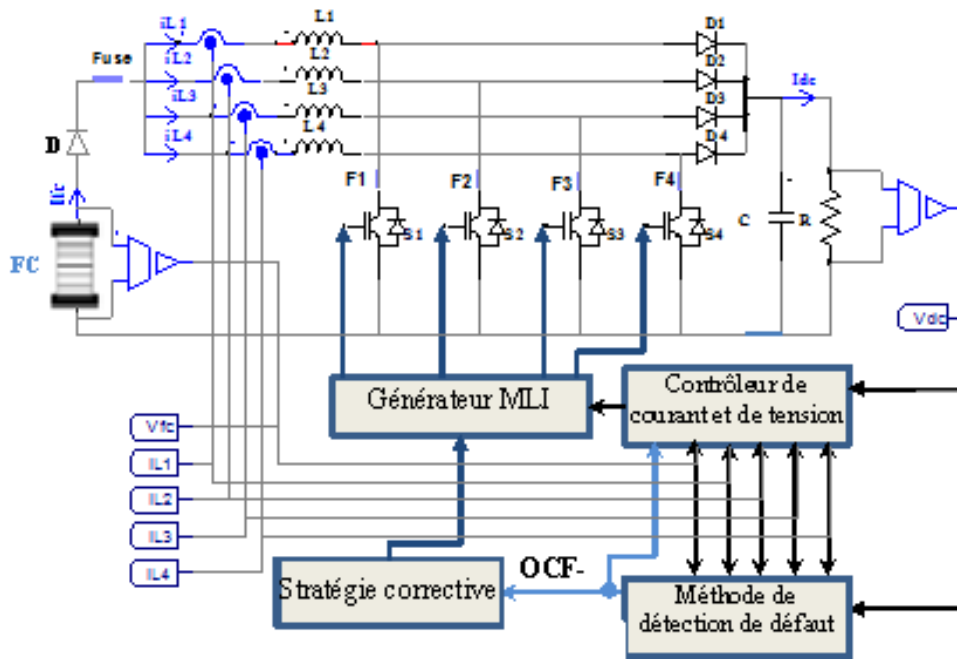 iL1
L1
D1
Fuse
iL2
L2
D2
iL3
L3
D3
Idc
iL4
L4
D4
D
Ifc
F1
F2
F3
F4
FC
S1
S2
S3
S4
C
R
Vdc
Générateur MLI
Contrôleur de
courant et de tension
Vfc
IL1
IL2
IL3
IL4
OCF-
Stratégie corrective
Méthode de
détection de défaut